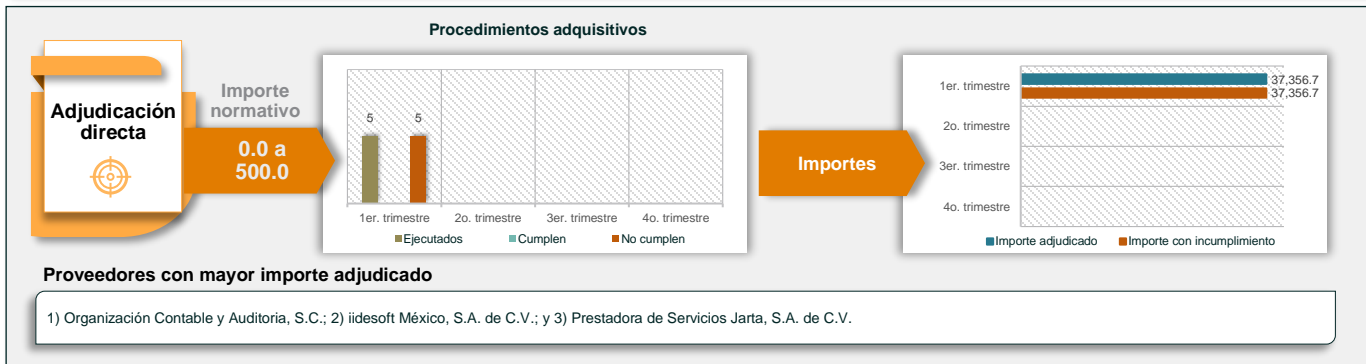 Procedimientos adquisitivos
Adjudicación
directa
Importe
normativo
0.0 a
500.0
5
5
1er. trimestre
2o. trimestre
3er. trimestre
4o. trimestre
Ejecutados
Cumplen
No cumplen
Importes
1er. trimestre
2o. trimestre
3er. trimestre
4o. trimestre
37,356.7
37,356.7
Importe adjudicado
Importe con incumplimiento
Proveedores con mayor importe adjudicado
1) Organización Contable y Auditoria, S.C.; 2) iidesoft México, S.A. de C.V.; y 3) Prestadora de Servicios Jarta, S.A. de C.V.